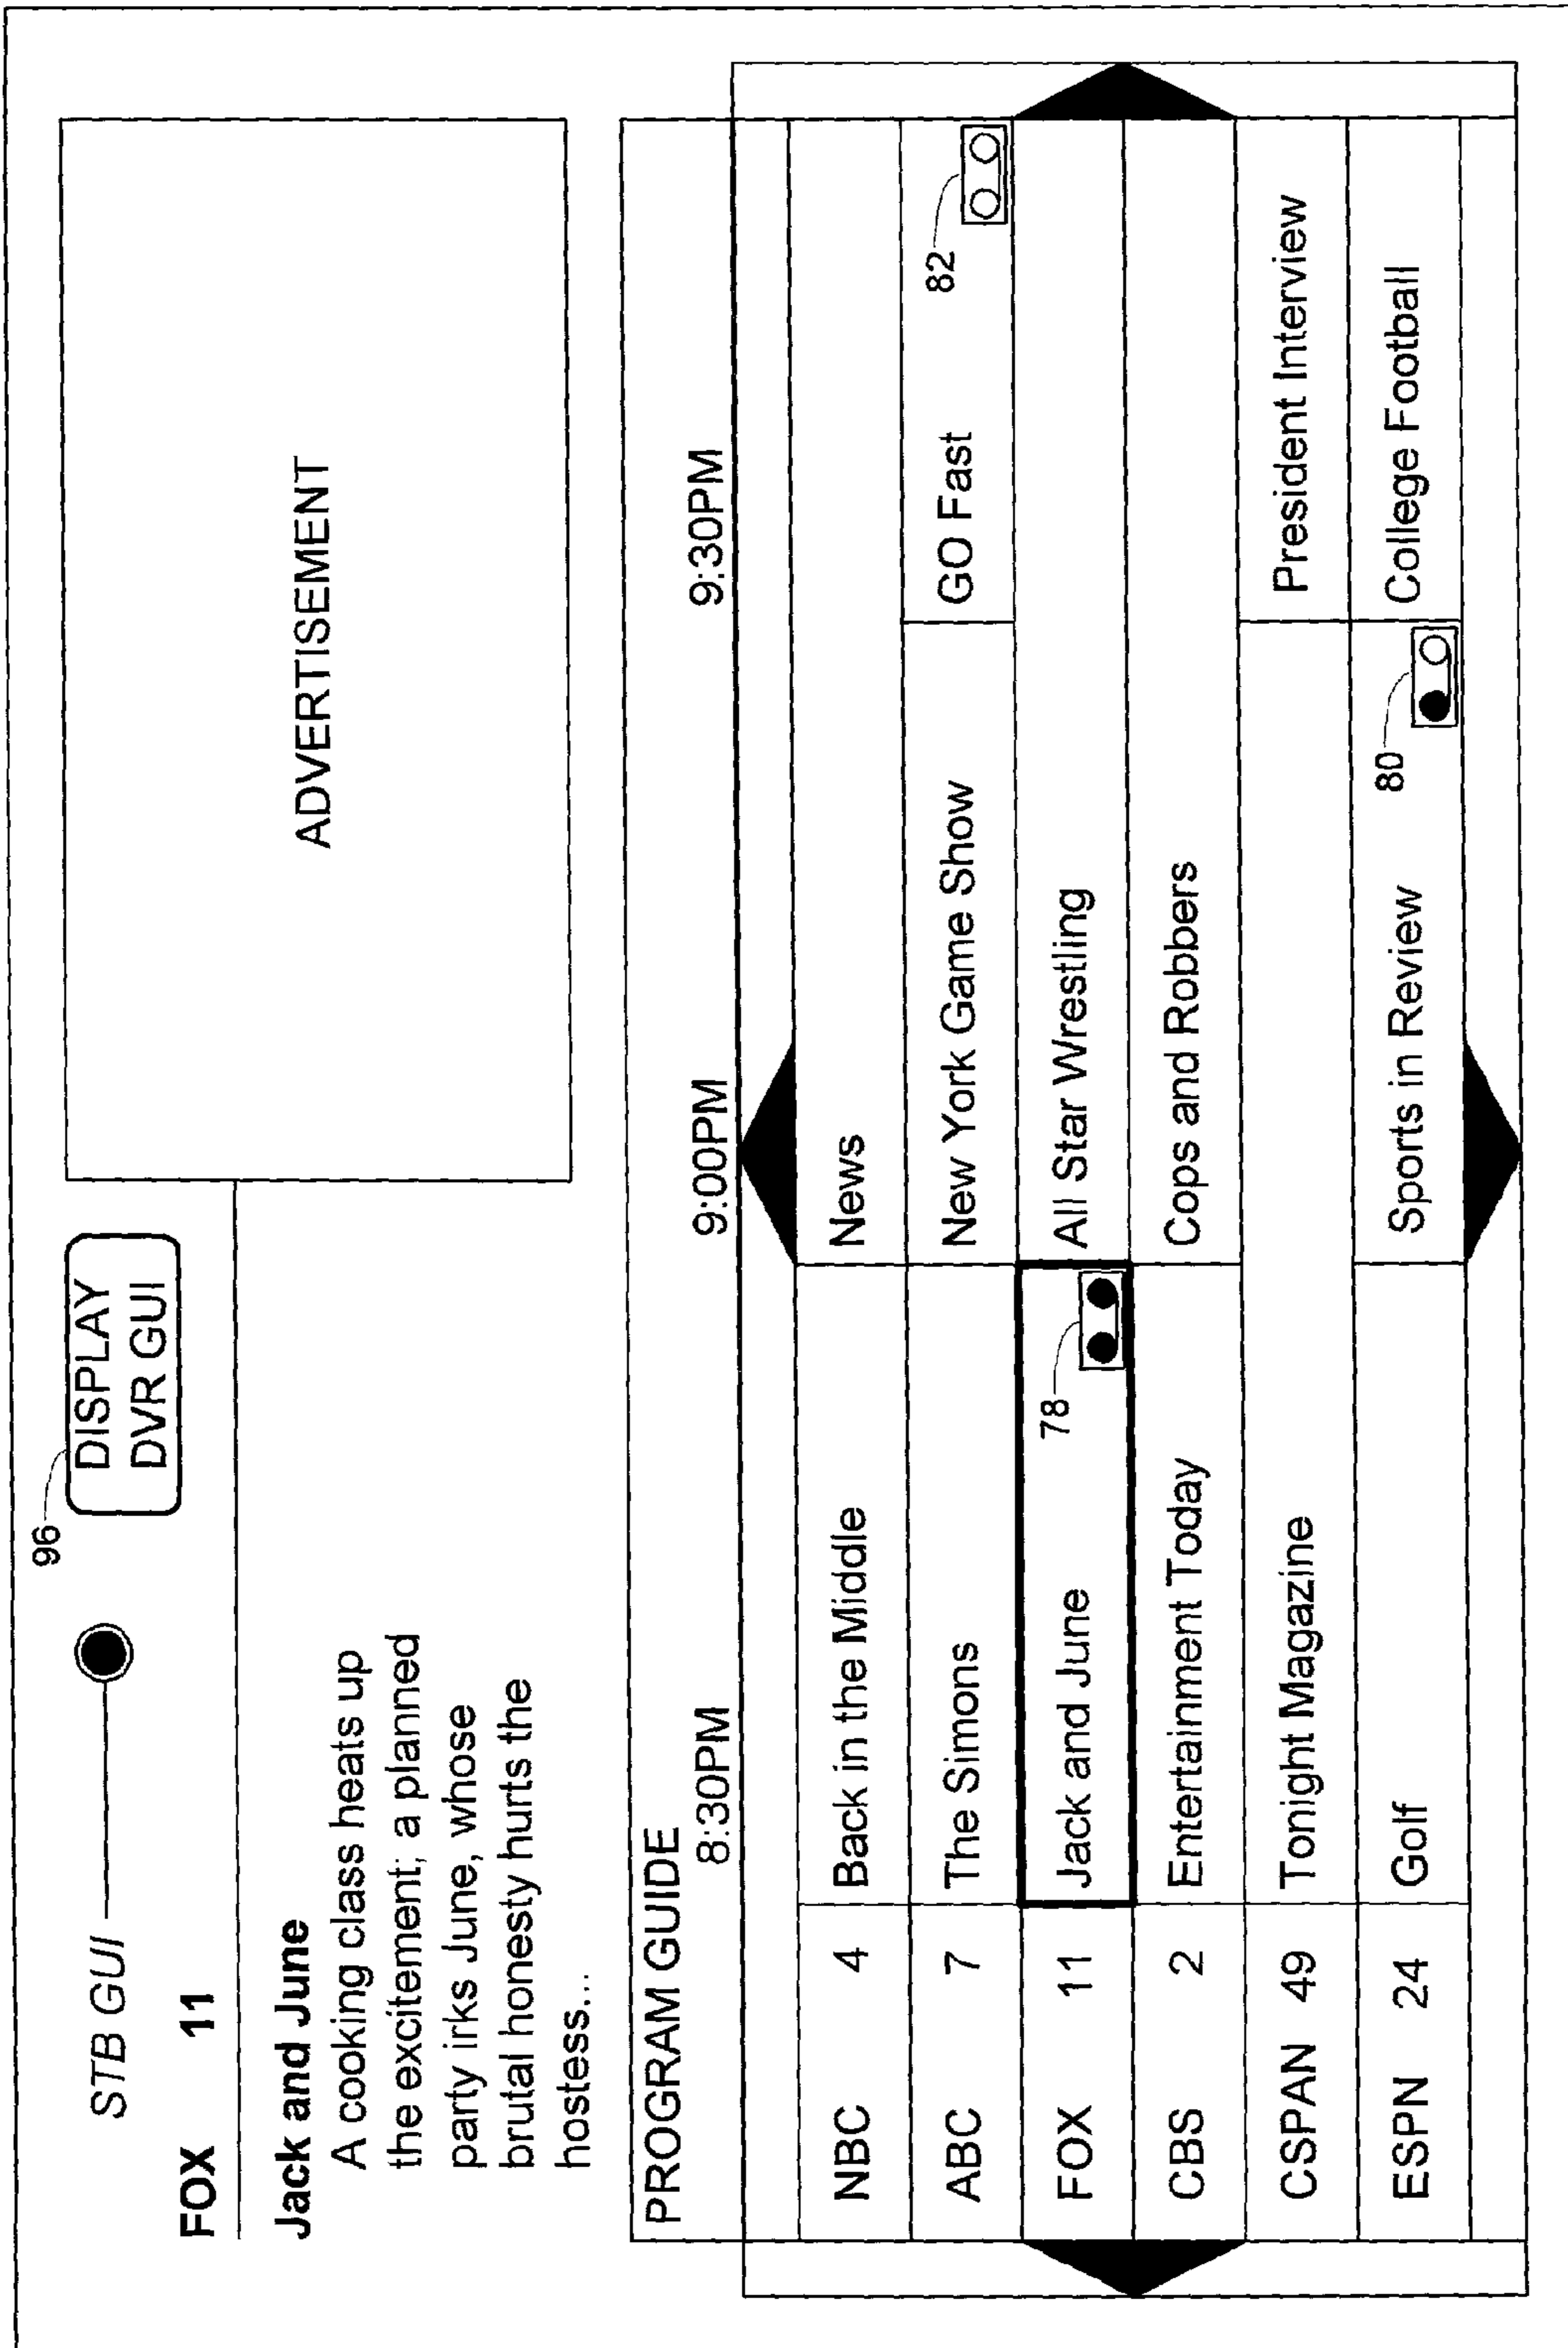 96
STB GUI
DISPLAY
DVR GUI
FOX 11
Jack and June
A cooking class heats up
the excitement; a planned
party irks June, whose
brutal honesty hurts the
hostess...
ADVERTISEMENT
PROGRAM GUIDE
8:30PM 9:00PM 9:30PM
NBC 4 Back in the Middle News
ABC 7 The Simons New York Game Show GO Fast 82
FOX 11 Jack and June 78 All Star Wrestling
CBS 2 Entertainment Today Cops and Robbers
CSPAN 49 Tonight Magazine President Interview
ESPN 24 Golf Sports in Review 80 College Football